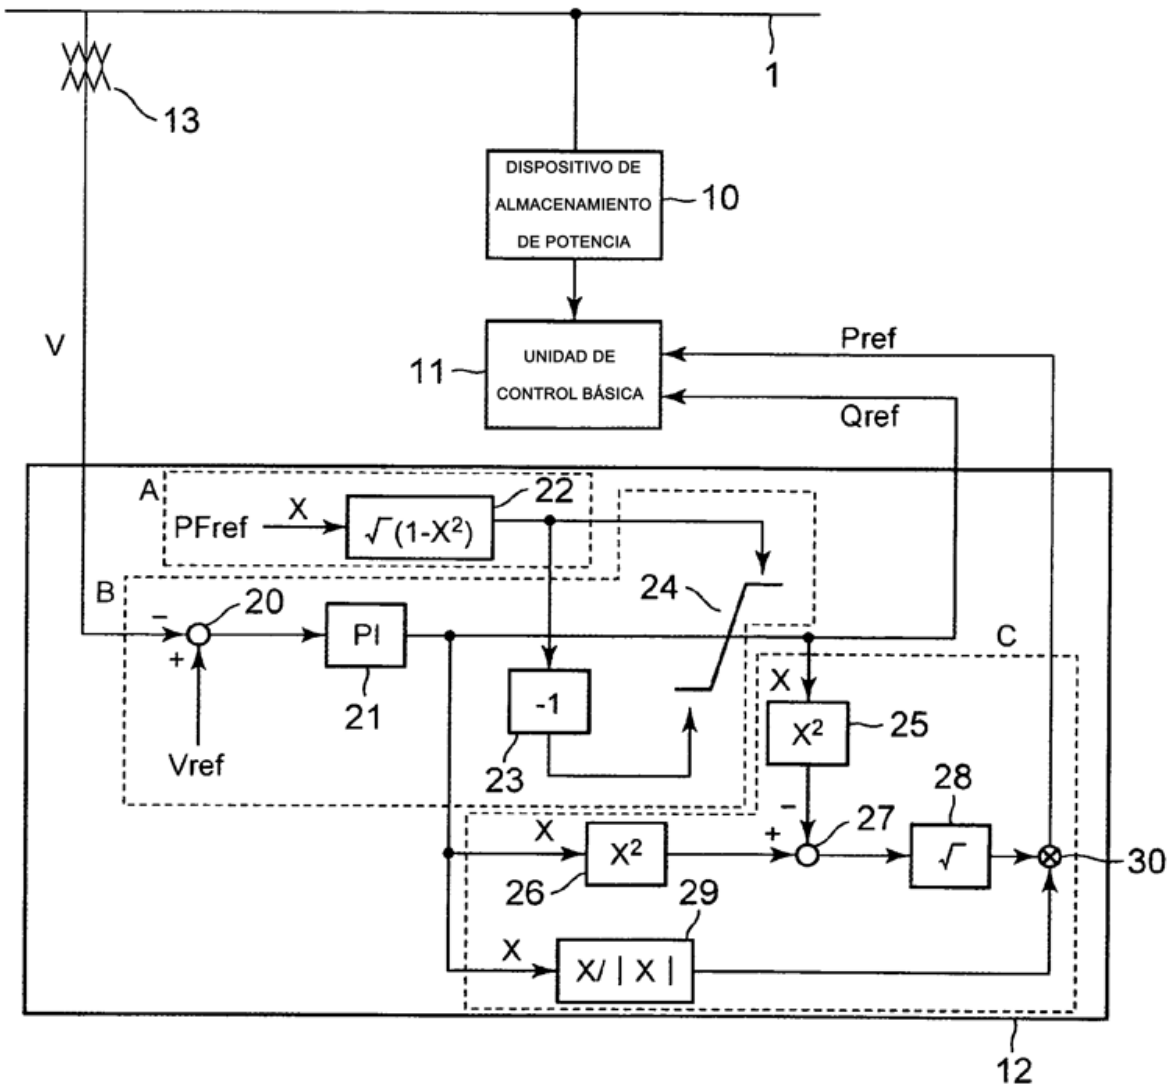 1
13
DISPOSITIVO DE
ALMACENAMIENTO
DE POTENCIA
10
V
Pref
UNIDAD DE
CONTROL BÁSICA
11
Qref
A
22
PFref
X
√(1-X²)
B
20
24
−
+
PI
C
21
-1
X
X²
25
Vref
23
−
28
+
27
X
X²
√
26
30
29
X
X/|X|
12